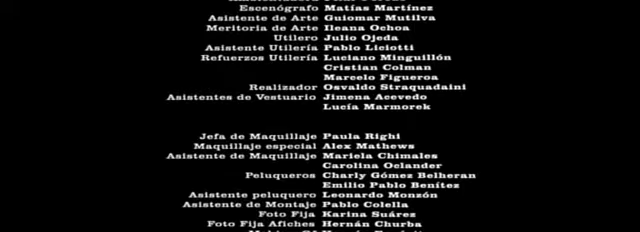 Escenógrafo Matías Martínez
Asistente de Arte Guiomar Mutilva
Meritoria de Arte Ileana Ochoa
Utilero Julio Ojeda
Asistente Utilería Pablo Liciotti
Refuerzos Utilería Luciano Minguillón
Cristian Colman
Marcelo Figueroa
Realizador Osvaldo Straquadaini
Asistentes de Vestuario Jimena Acevedo
Lucía Marmorek
Jefa de Maquillaje Paula Righi
Maquillaje especial Alex Mathews
Asistente de Maquillaje Mariela Chimales
Carolina Oelander
Peluqueros Charly Gómez Belheran
Emilio Pablo Benítez
Asistente peluquero Leonardo Monzón
Asistente de Montaje Pablo Colella
Foto Fija Karina Suárez
Foto Fija Afiches Hernán Churba